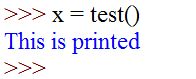 >>> x = test()
This is printed
>>>